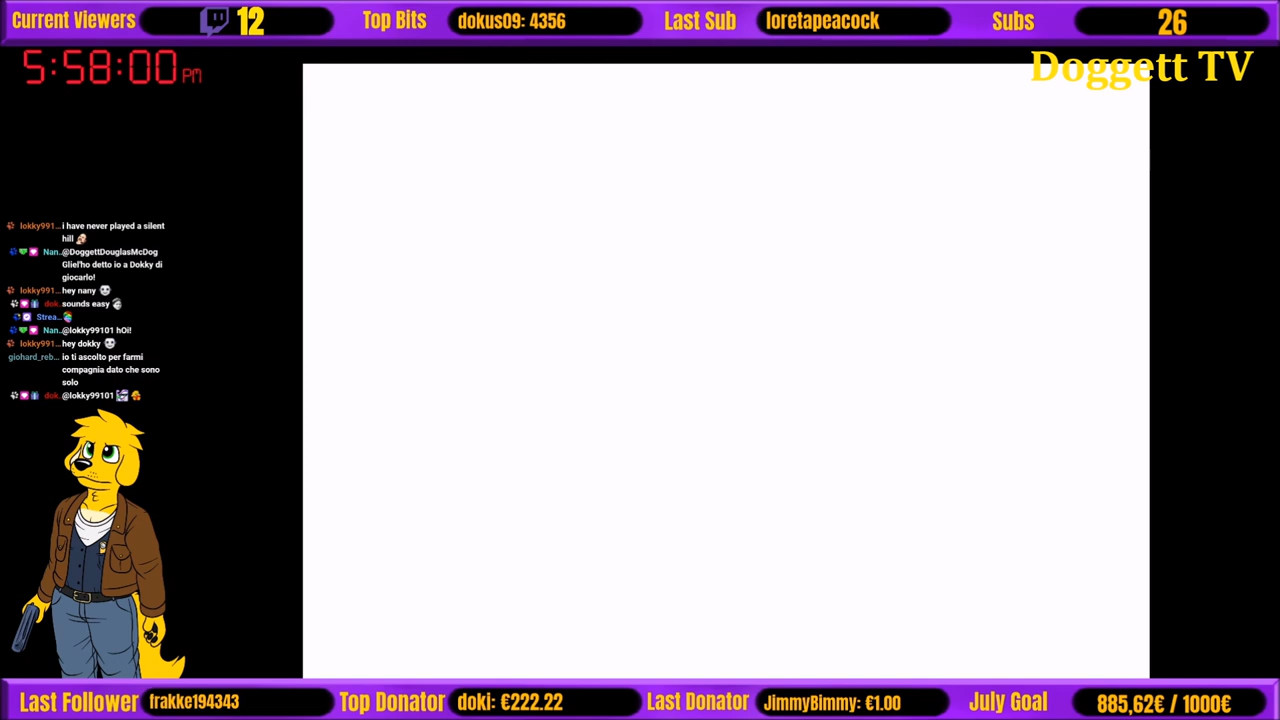 Current Viewers 12 Top Bits dokus09: 4356 Last Sub loretapeacock Subs 26
5:58:00 PM
Doggett TV
lokky991... i have never played a silent
hill
Nan.. @DoggettDouglasMcDog
Gliel'ho detto io a Dokky di
giocarlo!
lokky991... hey nany
dok.. sounds easy
Strea...
Nan.. @lokky99101 hOi!
lokky991... hey dokky
giohard_reb... io ti ascolto per farmi
compagnia dato che sono
solo
dok.. @lokky99101
Last Follower frakke194343 Top Donator doki: €222.22 Last Donator JimmyBimmy: €1.00 July Goal 885,62€ / 1000€